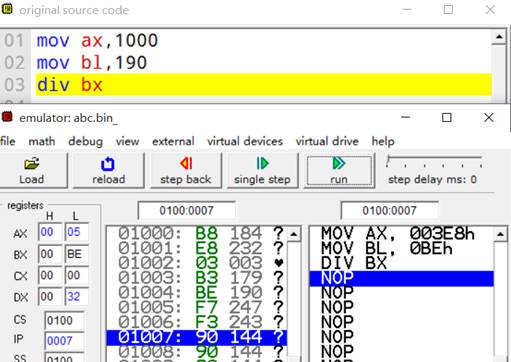 original source code
01 mov ax,1000
02 mov bl,190
03 div bx
emulator: abc.bin_
file math debug view external virtual devices virtual drive help
Load reload step back single step run step delay ms: 0
registers 0100:0007 0100:0007
H L
AX 00 05
BX 00 BE
CX 00 00
DX 00 32
CS 0100
IP 0007
SS 0100
01000: B8 184 ?
01001: E8 232 ?
01002: 03 003 ♥
01003: B3 179 ?
01004: BE 190 ?
01005: F7 247 ?
01006: F3 243 ?
01007: 90 144 ?
01008: 90 144 ?
MOV AX, 003E8h
MOV BL, 0BEh
DIV BX
NOP
NOP
NOP
NOP
NOP
NOP